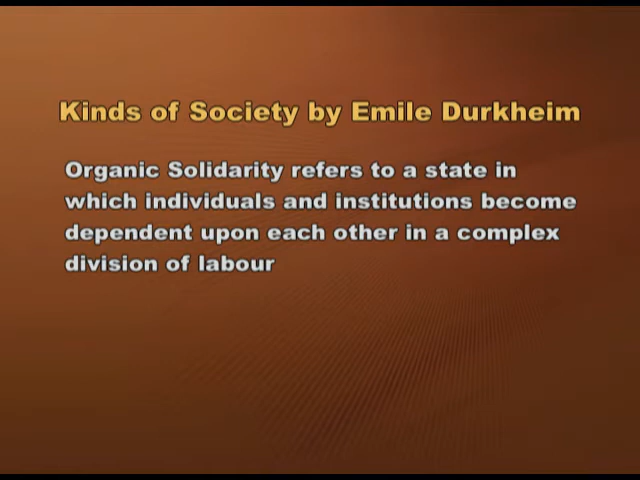 Kinds of Society by Emile Durkheim
Organic Solidarity refers to a state in
which individuals and institutions become
dependent upon each other in a complex
division of labour